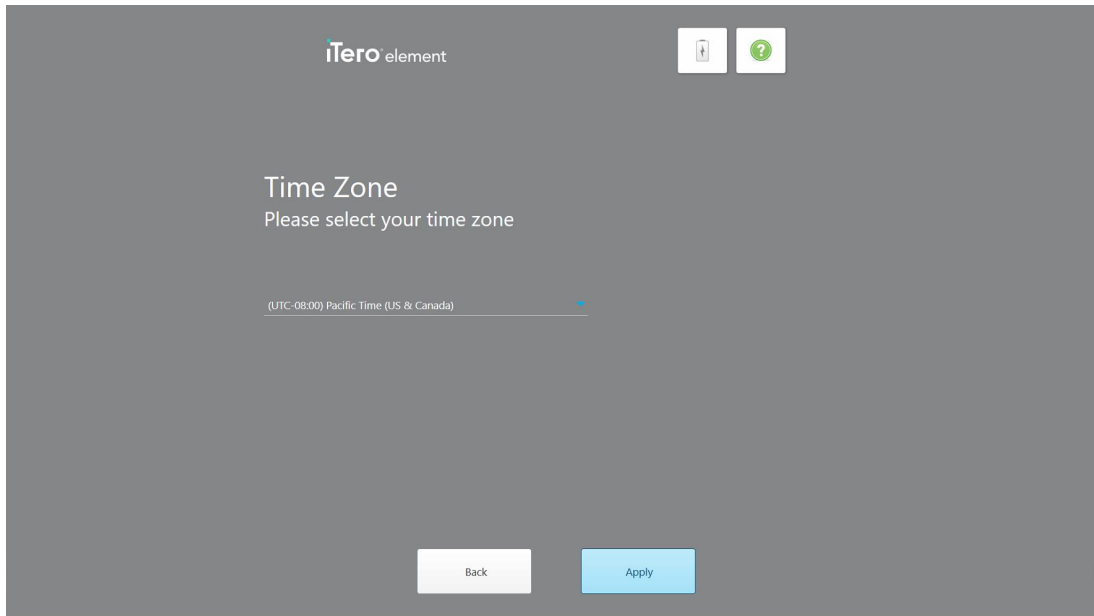 iTero element
?
Time Zone
Please select your time zone
(UTC-08:00) Pacific Time (US & Canada)
Back
Apply